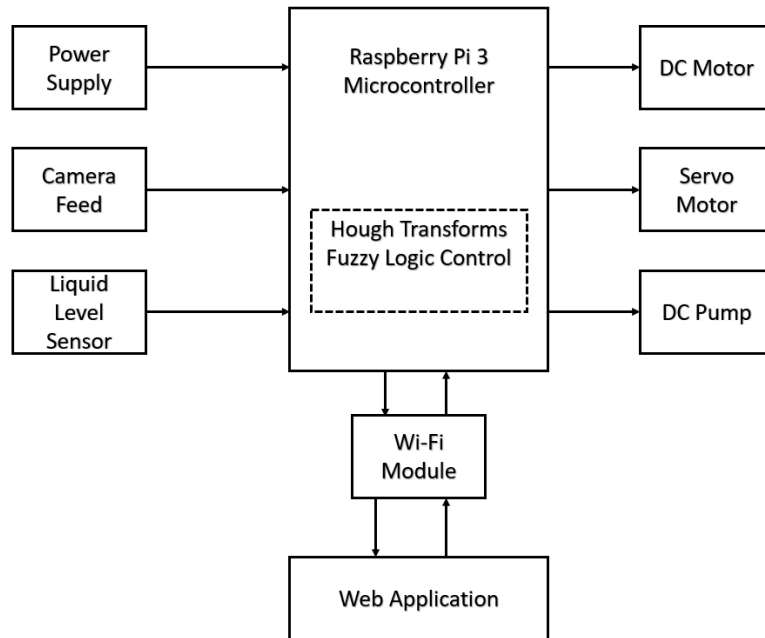 Power
Supply
Raspberry Pi 3
Microcontroller
DC Motor
Camera
Feed
Servo
Motor
Hough Transforms
Fuzzy Logic Control
Liquid
Level
Sensor
DC Pump
Wi-Fi
Module
Web Application